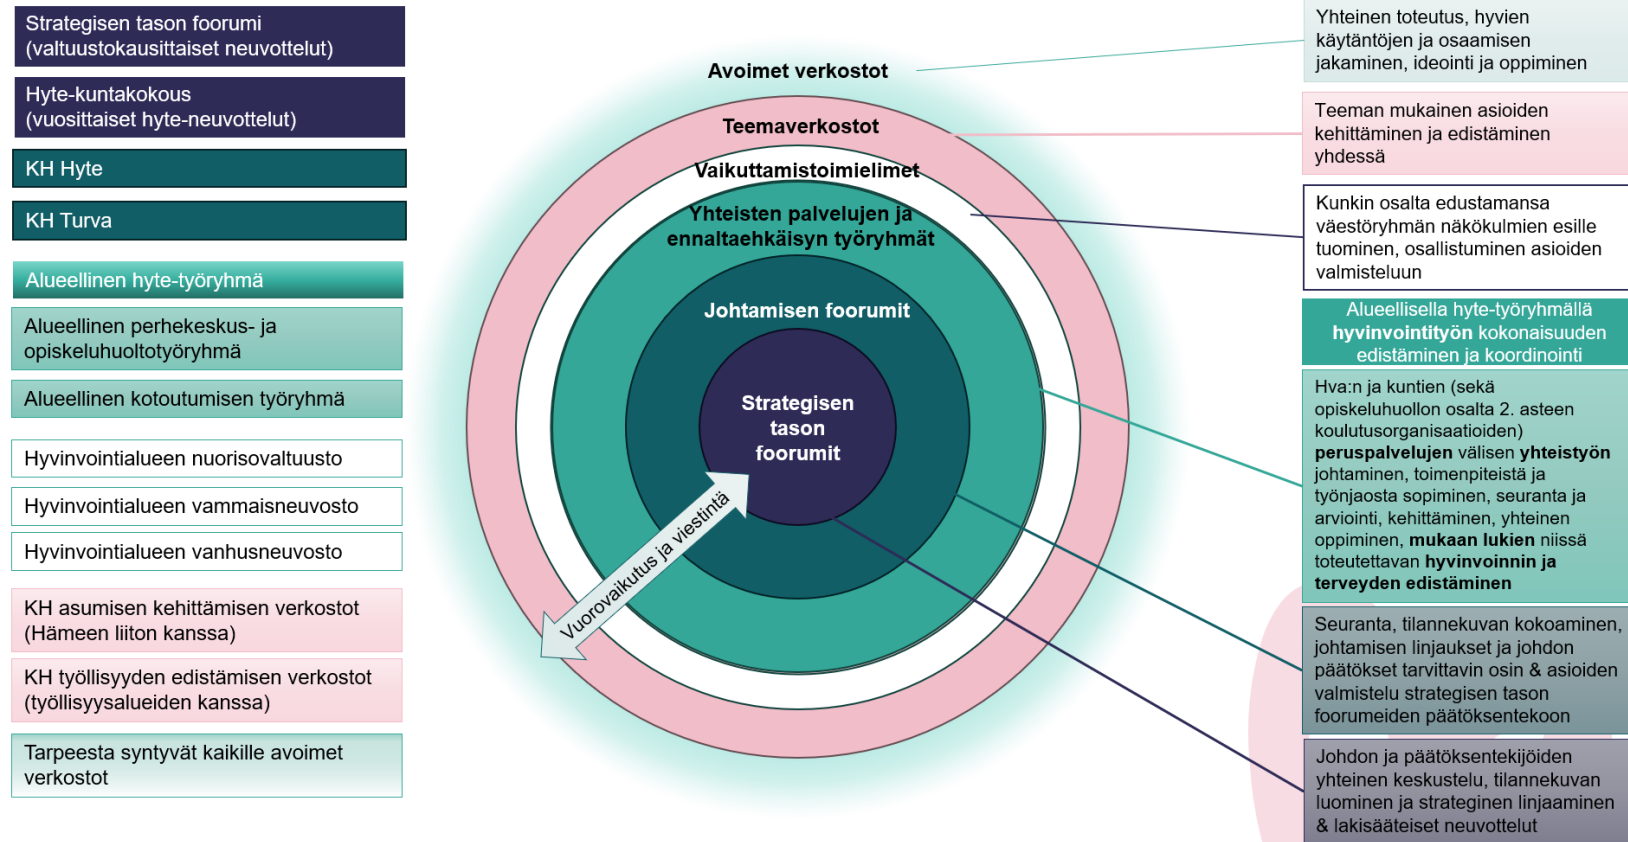 Strategisen tason foorumi
(valtuustokausittaiset neuvottelut)
Hyte-kuntakokous
(vuosittaiset hyte-neuvottelut)
KH Hyte
KH Turva
Alueellinen hyte-työryhmä
Alueellinen perhekeskus- ja
opiskeluhuoltotyöryhmä
Alueellinen kotoutumisen työryhmä
Hyvinvointialueen nuorisovaltuusto
Hyvinvointialueen vammaisneuvosto
Hyvinvointialueen vanhusneuvosto
KH asumisen kehittämisen verkostot
(Hämeen liiton kanssa)
KH työllisyyden edistämisen verkostot
(työllisyysalueiden kanssa)
Tarpeesta syntyvät kaikille avoimet
verkostot
Avoimet verkostot
Teemaverkostot
Vaikuttamistoimielimet
Yhteisten palvelujen ja
ennaltaehkäisyn työryhmät
Johtamisen foorumit
Strategisen
tason
foorumit
Vuorovaikutus ja viestintä
Yhteinen toteutus, hyvien
käytäntöjen ja osaamisen
jakaminen, ideointi ja oppiminen
Teeman mukainen asioiden
kehittäminen ja edistäminen
yhdessä
Kunkin osalta edustamansa
väestöryhmän näkökulmien esille
tuominen, osallistuminen asioiden
valmisteluun
Alueellisella hyte-työryhmällä
hyvinvointityön kokonaisuuden
edistäminen ja koordinointi
Hva:n ja kuntien (sekä
opiskeluhuollon osalta 2. asteen
koulutusorganisaatioiden)
peruspalvelujen välisen yhteistyön
johtaminen, toimenpiteistä ja
työnjaosta sopiminen, seuranta ja
arviointi, kehittäminen, yhteinen
oppiminen, mukaan lukien niissä
toteutettavan hyvinvoinnin ja
terveyden edistäminen
Seuranta, tilannekuvan kokoaminen,
johtamisen linjaukset ja johdon
päätökset tarvittavin osin & asioiden
valmistelu strategisen tason
foorumeiden päätöksentekoon
Johdon ja päätöksentekijöiden
yhteinen keskustelu, tilannekuvan
luominen ja strateginen linjaaminen
& lakisääteiset neuvottelut